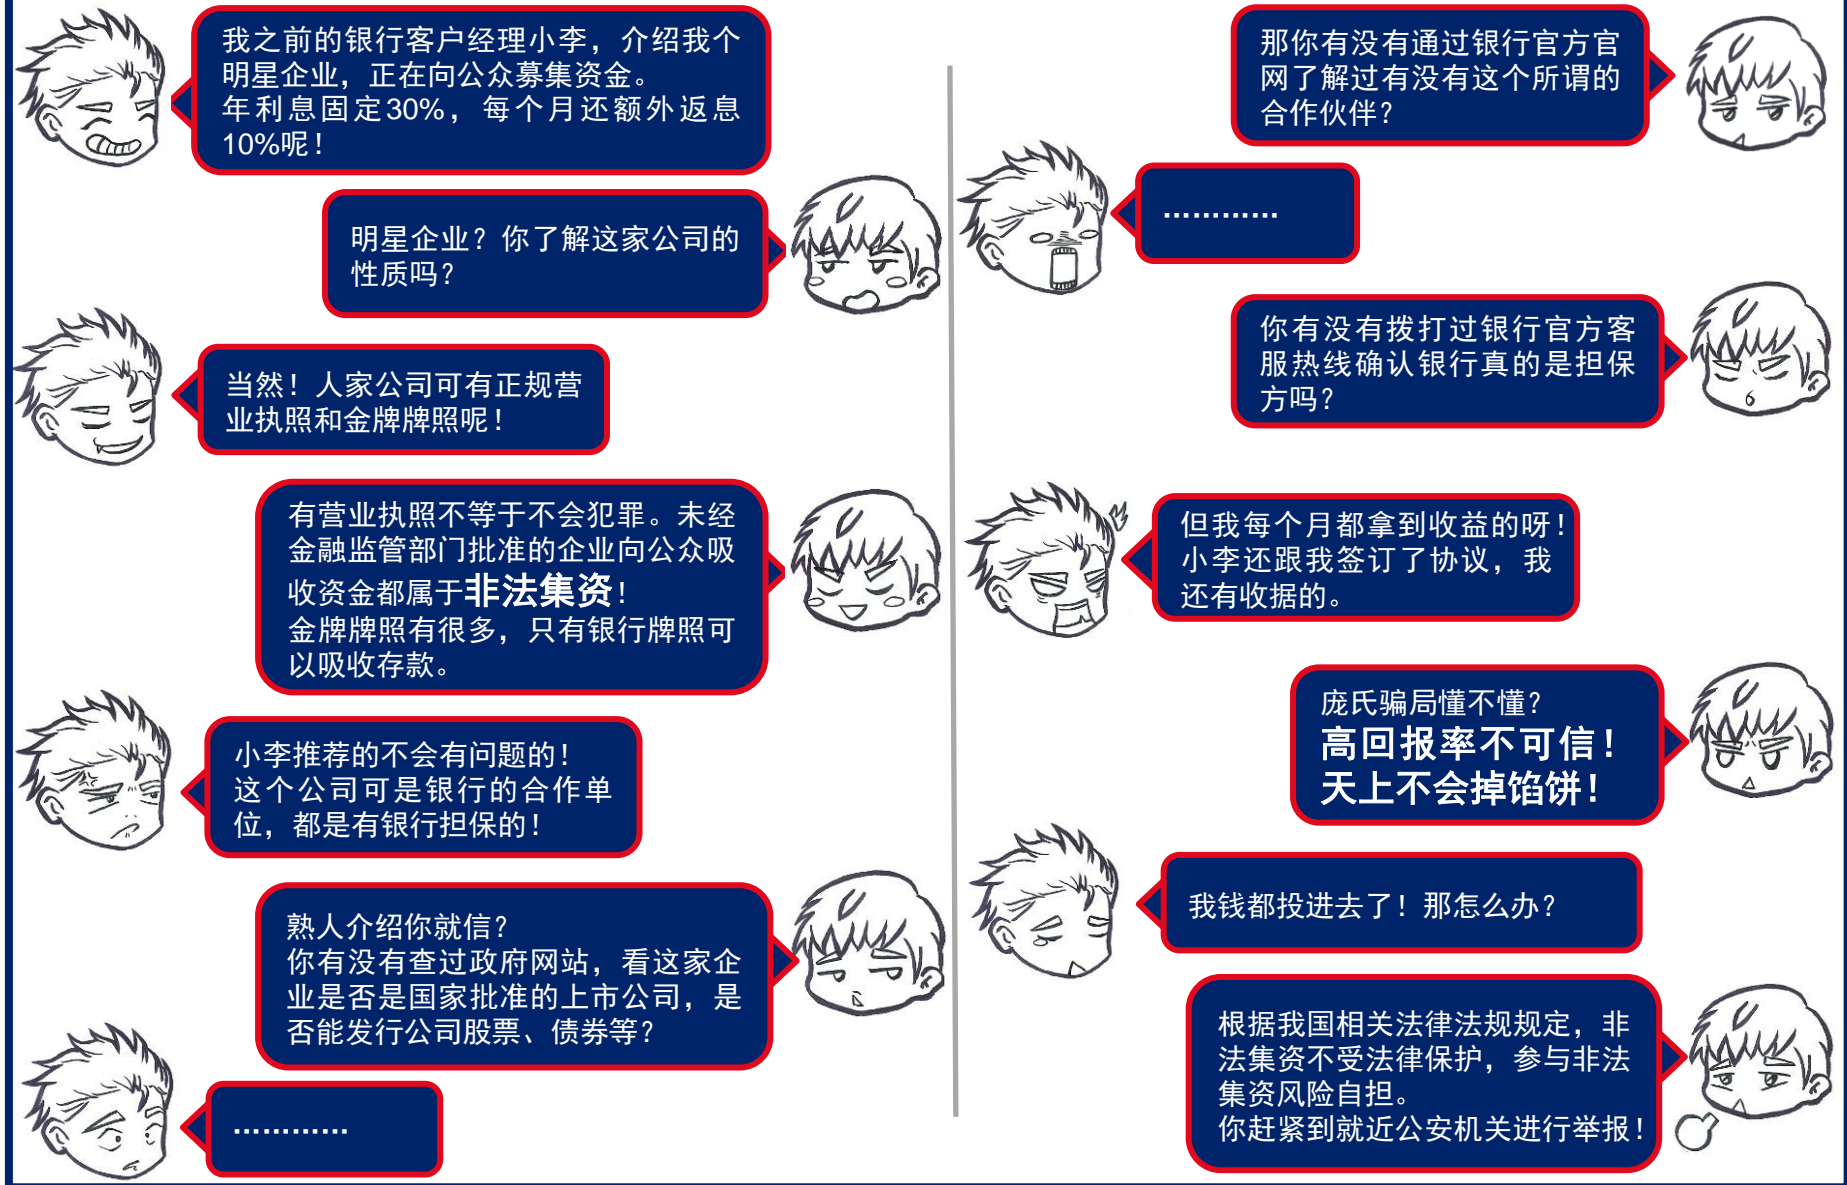 我之前的银行客户经理小李，介绍我个
明星企业，正在向公众募集资金。
年利息固定30%，每个月还额外返息
10%呢！
明星企业？你了解这家公司的
性质吗？
当然！人家公司可有正规营
业执照和金牌牌照呢！
有营业执照不等于不会犯罪。未经
金融监管部门批准的企业向公众吸
收资金都属于非法集资！
金牌牌照有很多，只有银行牌照可
以吸收存款。
小李推荐的不会有问题的！
这个公司可是银行的合作单
位，都是有银行担保的！
熟人介绍你就信？
你有没有查过政府网站，看这家企
业是否是国家批准的上市公司，是
否能发行公司股票、债券等？
…………
那你有没有通过银行官方官
网了解过有没有这个所谓的
合作伙伴？
…………
你有没有拨打过银行官方客
服热线确认银行真的是担保
方吗？
但我每个月都拿到收益的呀！
小李还跟我签订了协议，我
还有收据的。
庞氏骗局懂不懂？
高回报率不可信！
天上不会掉馅饼！
我钱都投进去了！那怎么办？
根据我国相关法律法规规定，非
法集资不受法律保护，参与非法
集资风险自担。
你赶紧到就近公安机关进行举报！